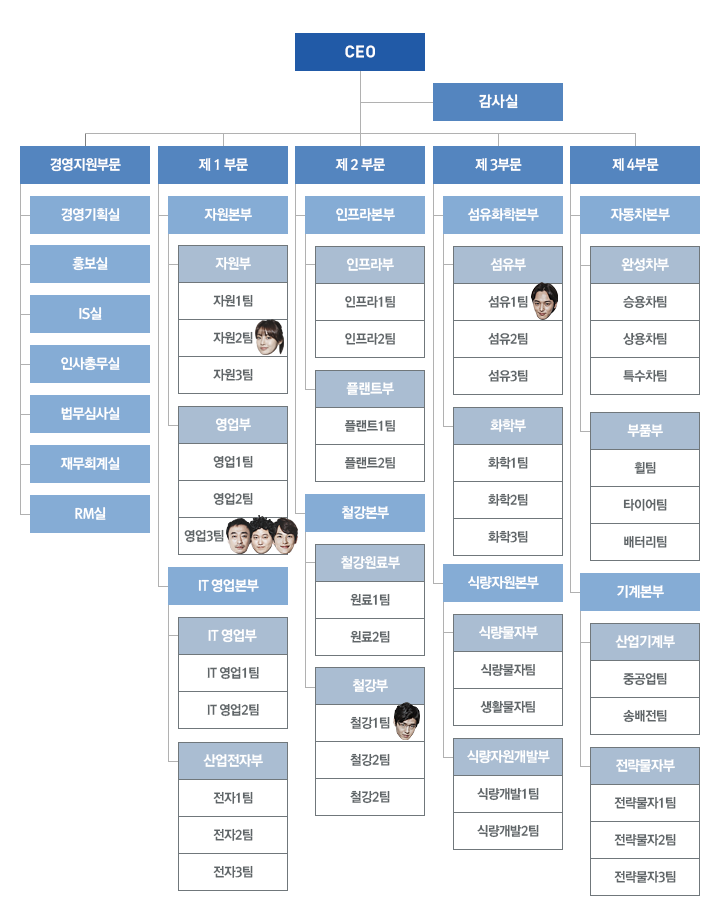 CEO
감사실
경영지원부문
경영기획실
홍보실
IS실
인사총무실
법무심사실
재무회계실
RM실
제 1 부문
자원본부
자원부
자원1팀
자원2팀
자원3팀
영업부
영업1팀
영업2팀
영업3팀
IT 영업본부
IT 영업부
IT 영업1팀
IT 영업2팀
산업전자부
전자1팀
전자2팀
전자3팀
제 2 부문
인프라본부
인프라부
인프라1팀
인프라2팀
플랜트부
플랜트1팀
플랜트2팀
철강본부
철강원료부
원료1팀
원료2팀
철강부
철강1팀
철강2팀
철강2팀
제 3부문
섬유화학본부
섬유부
섬유1팀
섬유2팀
섬유3팀
화학부
화학1팀
화학2팀
화학3팀
식량자원본부
식량물자부
식량물자팀
생활물자팀
식량자원개발부
식량개발1팀
식량개발2팀
제 4부문
자동차본부
완성차부
승용차팀
상용차팀
특수차팀
부품부
휠팀
타이어팀
배터리팀
기계본부
산업기계부
중공업팀
송배전팀
전략물자부
전략물자1팀
전략물자2팀
전략물자3팀